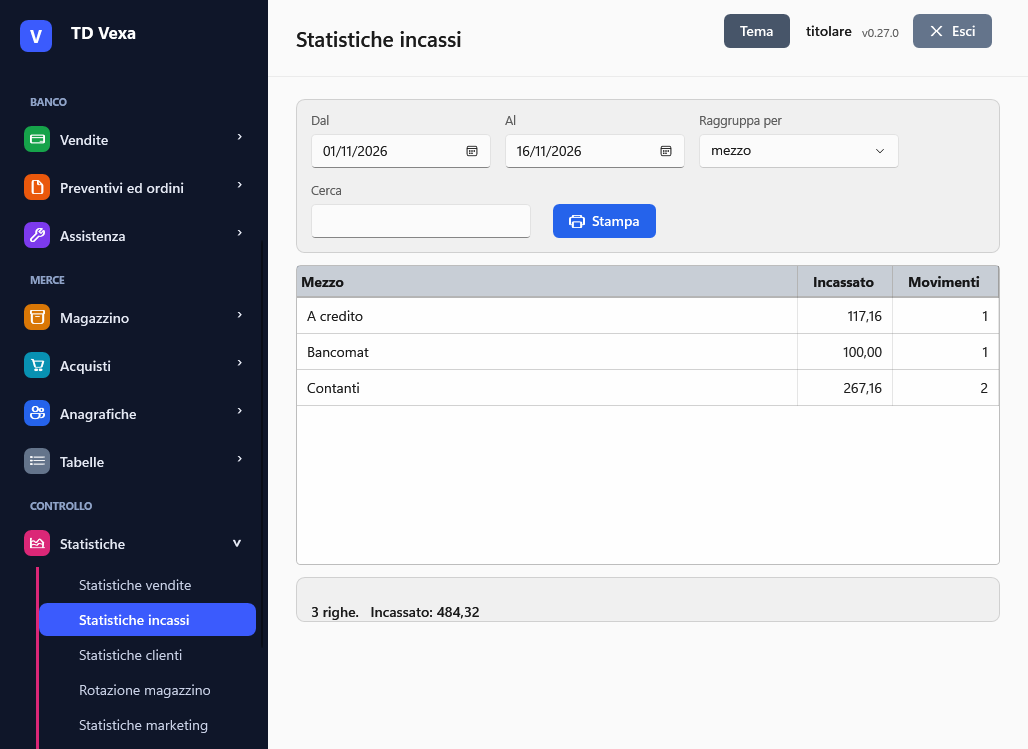 V TD Vexa
BANCO
Vendite
Preventivi ed ordini
Assistenza
MERCE
Magazzino
Acquisti
Anagrafiche
Tabelle
CONTROLLO
Statistiche
Statistiche vendite
Statistiche incassi
Statistiche clienti
Rotazione magazzino
Statistiche marketing
Statistiche incassi
Tema titolare v0.27.0 Esci
Dal Al Raggruppa per
01/11/2026 16/11/2026 mezzo
Cerca
Stampa
Mezzo Incassato Movimenti
A credito 117,16 1
Bancomat 100,00 1
Contanti 267,16 2
3 righe. Incassato: 484,32